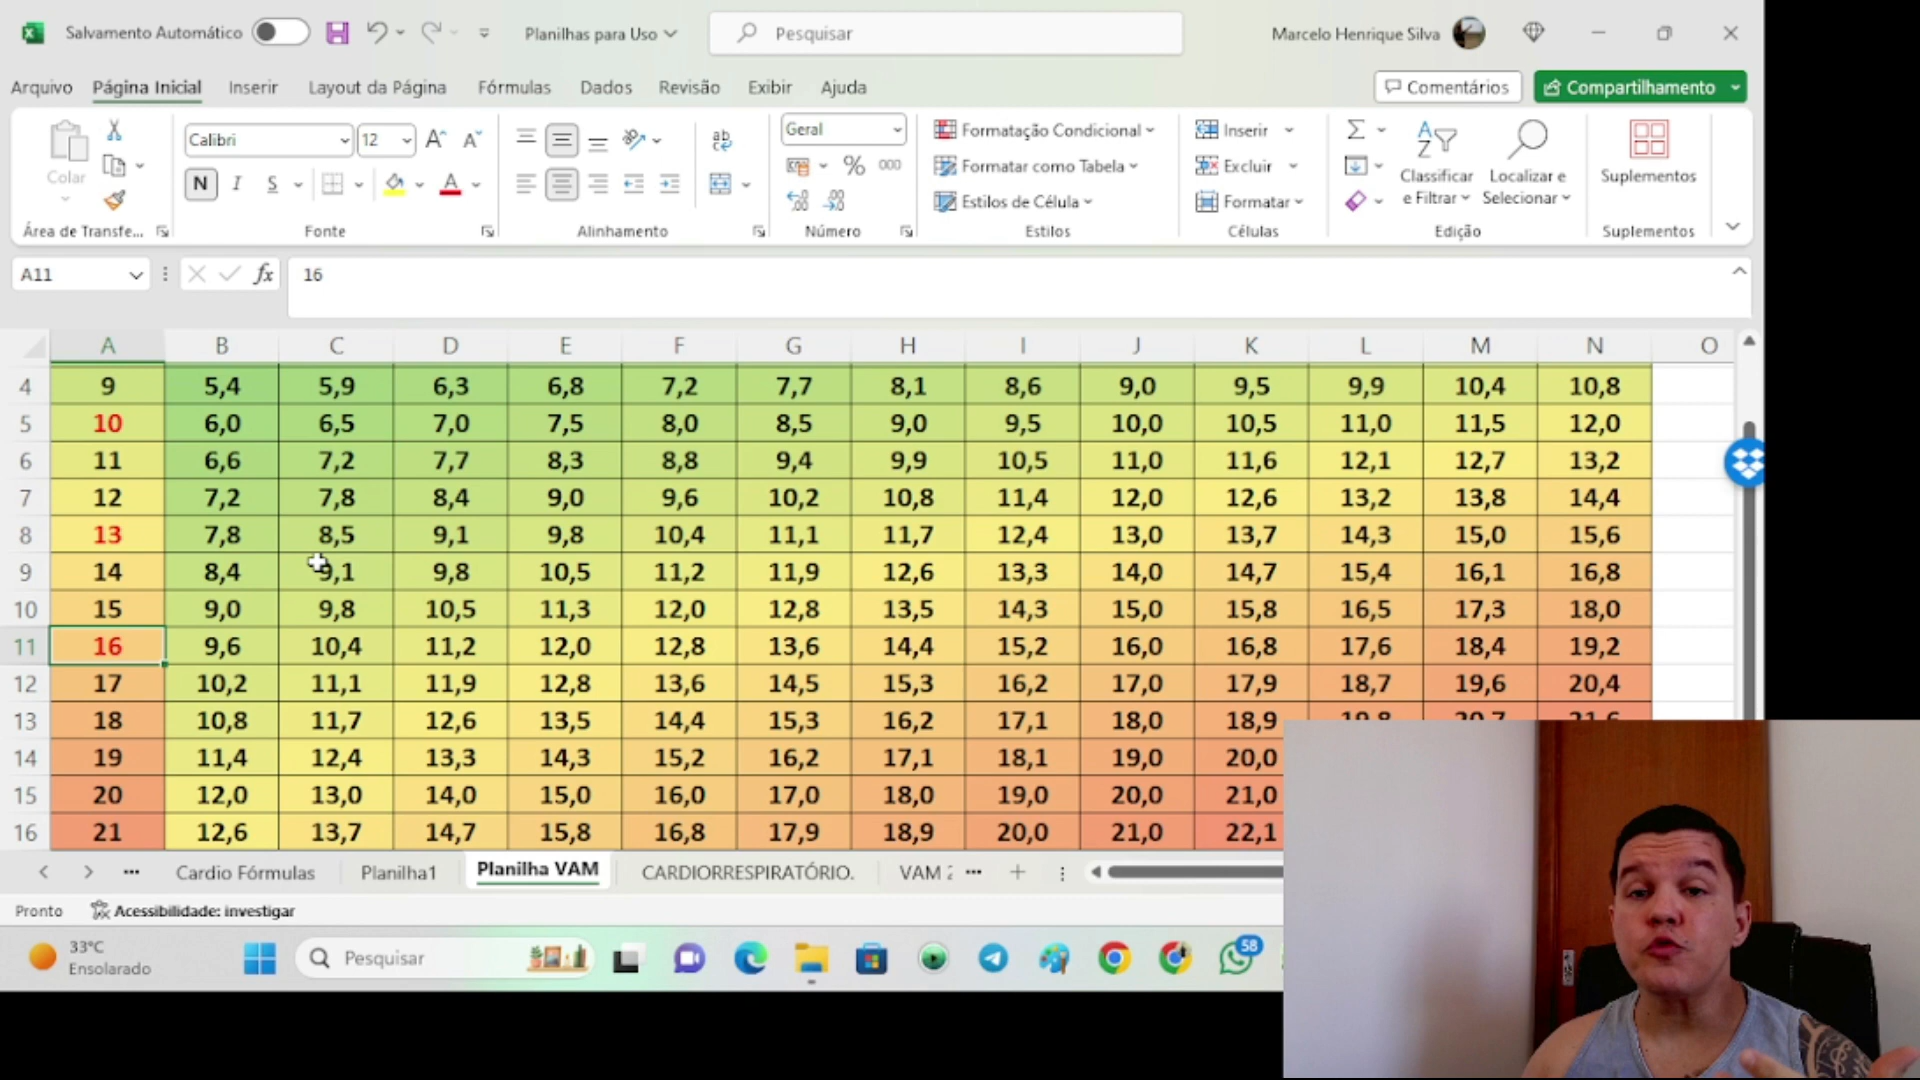 Salvamento Automático
Planilhas para Uso
Pesquisar
Marcelo Henrique Silva
Arquivo Página Inicial Inserir Layout da Página Fórmulas Dados Revisão Exibir Ajuda Comentários Compartilhamento
Colar
Calibri 12
N I S
Geral
% 000
Formatação Condicional
Formatar como Tabela
Estilos de Célula
Inserir
Excluir
Formatar
Classificar e Filtrar
Localizar e Selecionar
Suplementos
Área de Transfe... Fonte Alinhamento Número Estilos Células Edição Suplementos
A11 fx 16
A B C D E F G H I J K L M N O
4 9 5,4 5,9 6,3 6,8 7,2 7,7 8,1 8,6 9,0 9,5 9,9 10,4 10,8
5 10 6,0 6,5 7,0 7,5 8,0 8,5 9,0 9,5 10,0 10,5 11,0 11,5 12,0
6 11 6,6 7,2 7,7 8,3 8,8 9,4 9,9 10,5 11,0 11,6 12,1 12,7 13,2
7 12 7,2 7,8 8,4 9,0 9,6 10,2 10,8 11,4 12,0 12,6 13,2 13,8 14,4
8 13 7,8 8,5 9,1 9,8 10,4 11,1 11,7 12,4 13,0 13,7 14,3 15,0 15,6
9 14 8,4 9,1 9,8 10,5 11,2 11,9 12,6 13,3 14,0 14,7 15,4 16,1 16,8
10 15 9,0 9,8 10,5 11,3 12,0 12,8 13,5 14,3 15,0 15,8 16,5 17,3 18,0
11 16 9,6 10,4 11,2 12,0 12,8 13,6 14,4 15,2 16,0 16,8 17,6 18,4 19,2
12 17 10,2 11,1 11,9 12,8 13,6 14,5 15,3 16,2 17,0 17,9 18,7 19,6 20,4
13 18 10,8 11,7 12,6 13,5 14,4 15,3 16,2 17,1 18,0 18,9
14 19 11,4 12,4 13,3 14,3 15,2 16,2 17,1 18,1 19,0 20,0
15 20 12,0 13,0 14,0 15,0 16,0 17,0 18,0 19,0 20,0 21,0
16 21 12,6 13,7 14,7 15,8 16,8 17,9 18,9 20,0 21,0 22,1
Cardio Fórmulas Planilha1 Planilha VAM CARDIORRESPIRATÓRIO. VAM
Pronto Acessibilidade: investigar
33°C
Ensolarado
Pesquisar
58